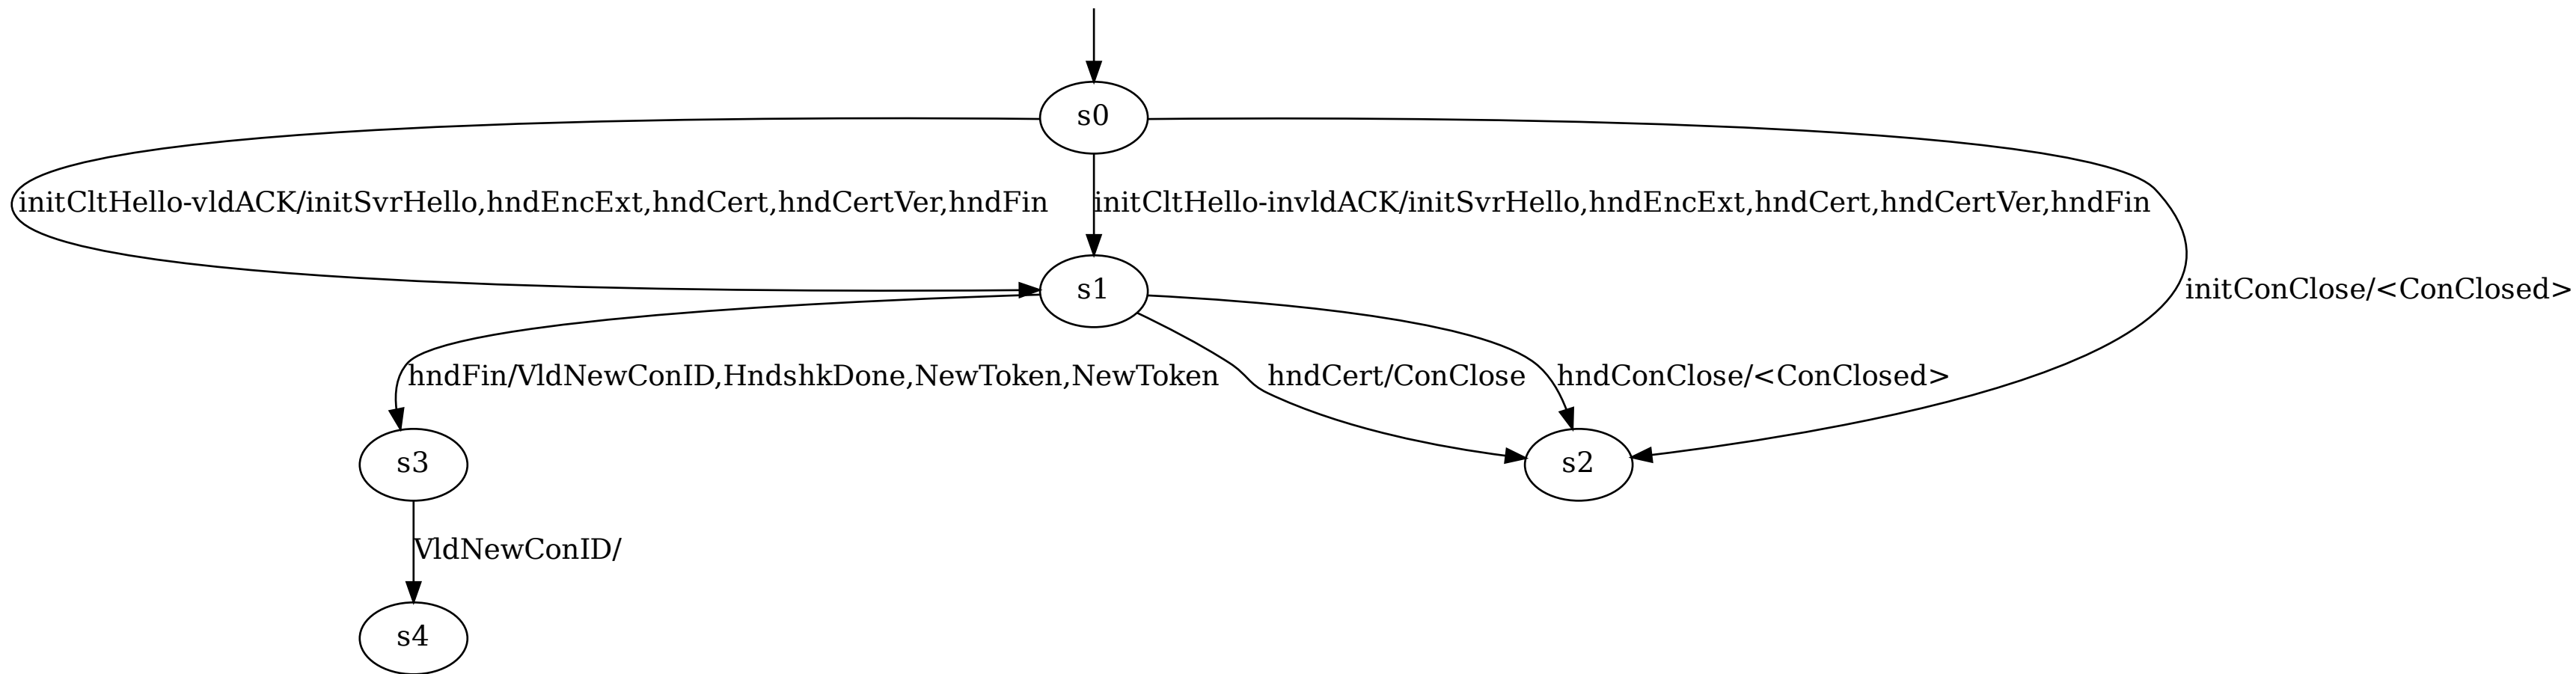 s0
initCltHello-vldACK/initSvrHello,hndEncExt,hndCert,hndCertVer,hndFin
initCltHello-invldACK/initSvrHello,hndEncExt,hndCert,hndCertVer,hndFin
s1
initConClose/<ConClosed>
hndFin/VldNewConID,HndshkDone,NewToken,NewToken
hndCert/ConClose
hndConClose/<ConClosed>
s3
s2
VldNewConID/
s4